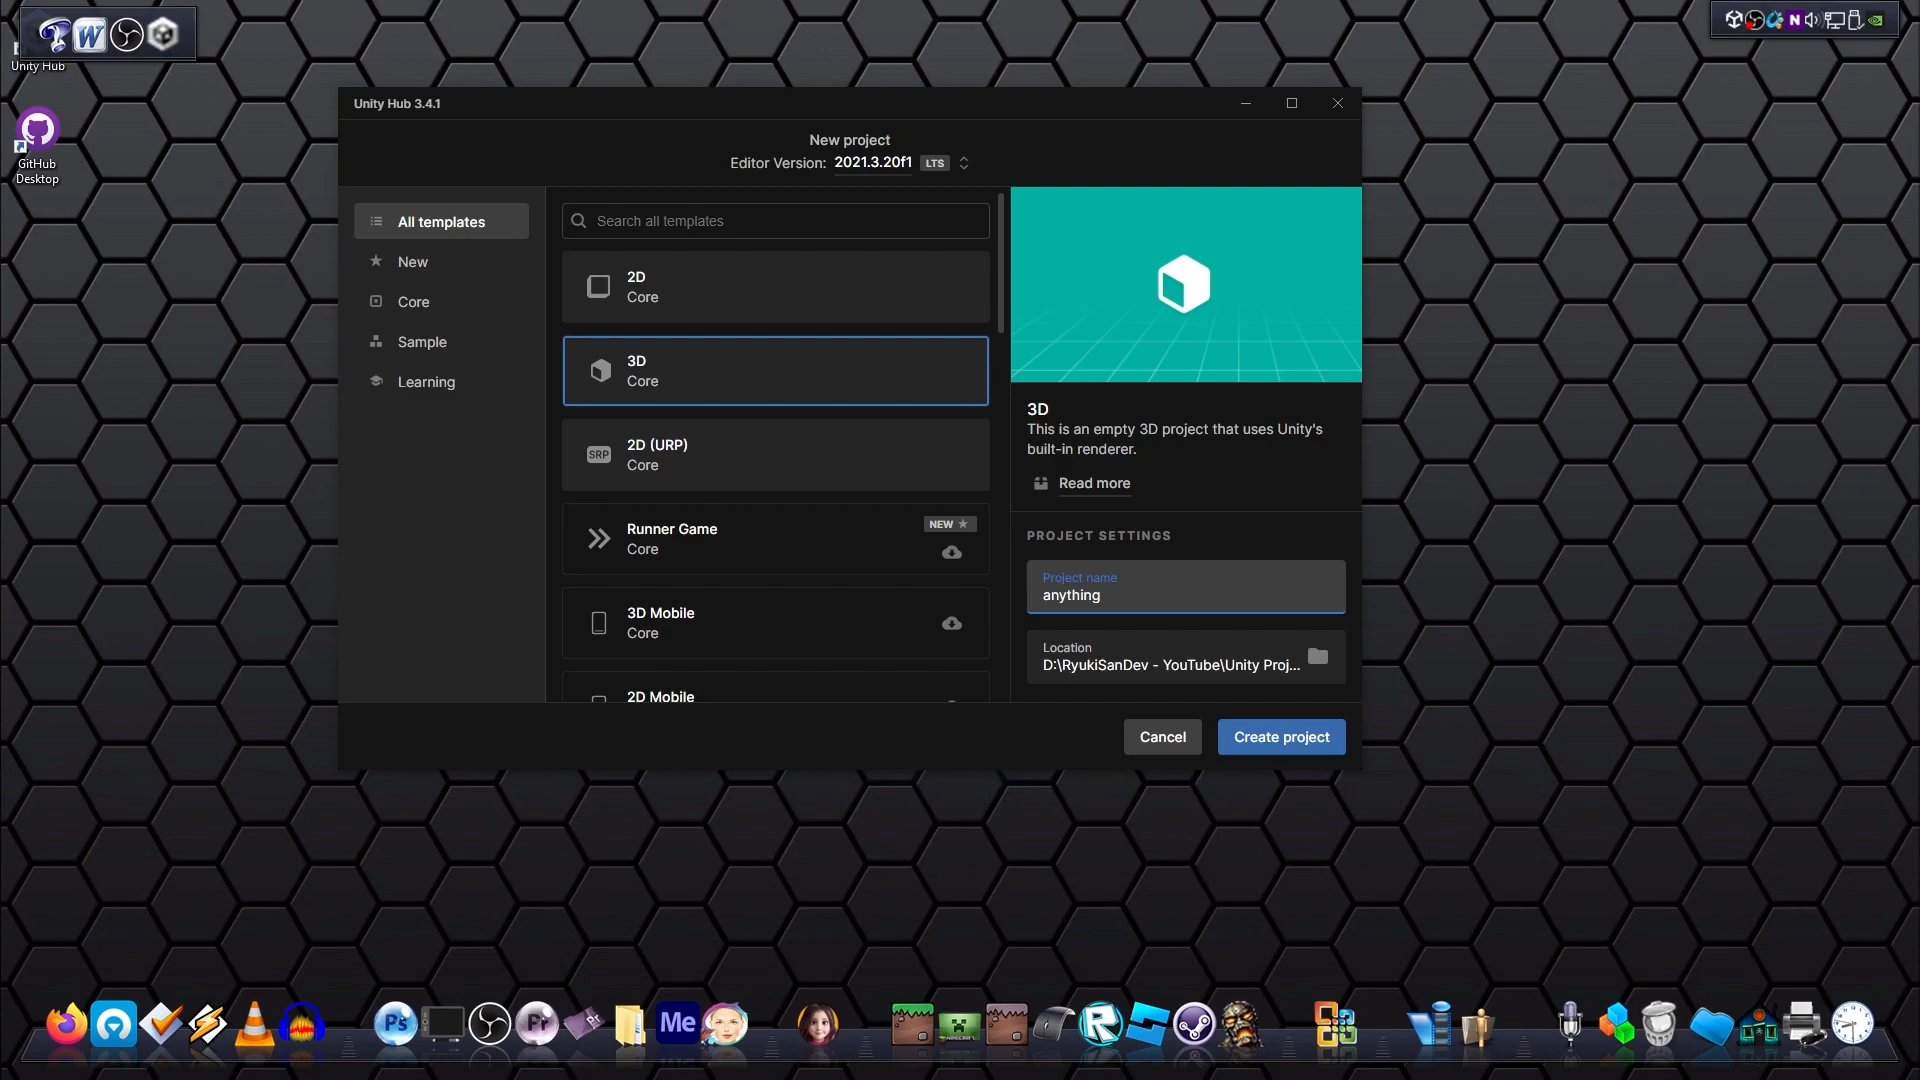 Unity Hub
GitHub
Desktop
Unity Hub 3.4.1
New project
Editor Version: 2021.3.20f1 LTS
All templates
New
Core
Sample
Learning
Search all templates
2D
Core
3D
Core
SRP
2D (URP)
Core
Runner Game
Core
NEW
3D Mobile
Core
2D Mobile
3D
This is an empty 3D project that uses Unity's
built-in renderer.
Read more
PROJECT SETTINGS
Project name
anything
Location
D:\RyukiSanDev - YouTube\Unity Proj...
Cancel
Create project
W
N
Ps
Pr
Pr
Me
MINECRAFT
R